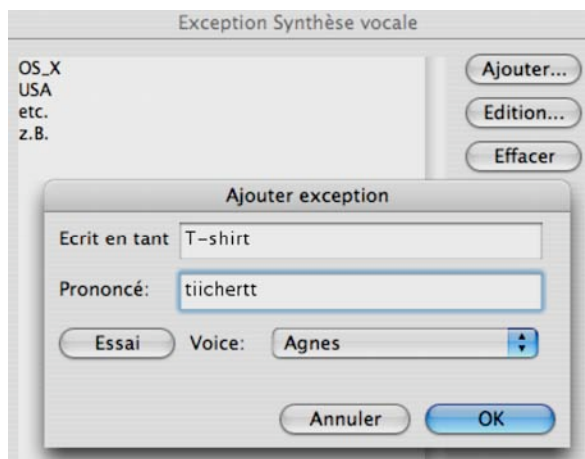 Exception Synthèse vocale
OS_X
USA
etc.
z.B.
Ajouter...
Edition...
Effacer
Ajouter exception
Ecrit en tant T-shirt
Prononcé: tiichertt
Essai Voice: Agnes
Annuler OK